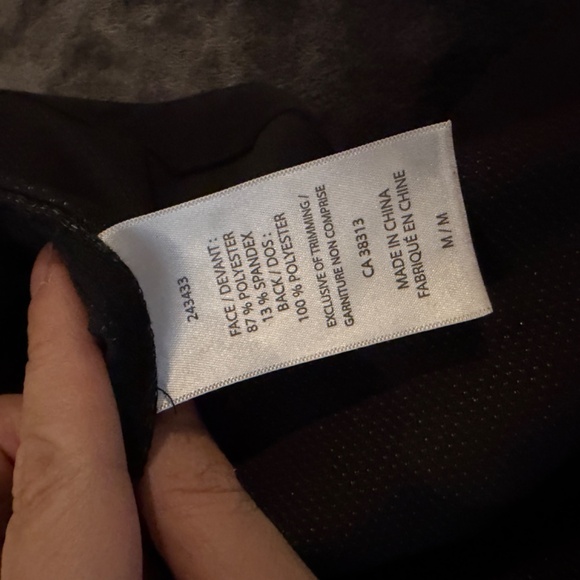 243433
FACE / DEVANT :
87 % POLYESTER
13 % SPANDEX
BACK / DOS :
100 % POLYESTER
EXCLUSIVE OF TRIMMING /
GARNITURE NON COMPRISE
CA 38313
MADE IN CHINA
FABRIQUÉ EN CHINE
M / M